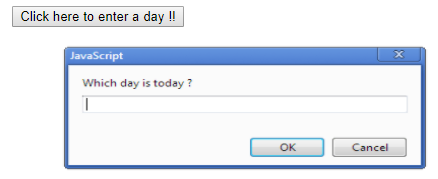 Click here to enter a day !!
JavaScript
Which day is today ?
OK
Cancel